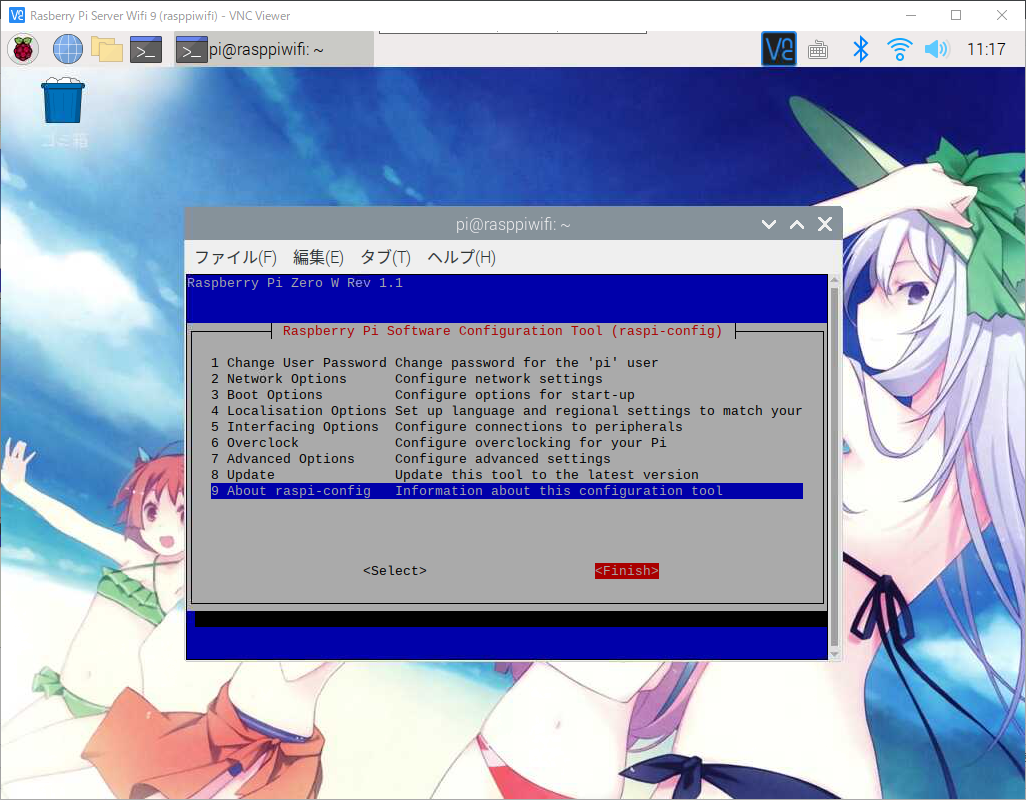 Rasberry Pi Server Wifi 9 (rasppiwifi) - VNC Viewer
pi@rasppiwifi: ~
11:17
ゴミ箱
pi@rasppiwifi: ~
ファイル(F) 編集(E) タブ(T) ヘルプ(H)
Raspberry Pi Zero W Rev 1.1
Raspberry Pi Software Configuration Tool (raspi-config)
1 Change User Password Change password for the 'pi' user
2 Network Options Configure network settings
3 Boot Options Configure options for start-up
4 Localisation Options Set up language and regional settings to match your
5 Interfacing Options Configure connections to peripherals
6 Overclock Configure overclocking for your Pi
7 Advanced Options Configure advanced settings
8 Update Update this tool to the latest version
9 About raspi-config Information about this configuration tool
<Select> <Finish>